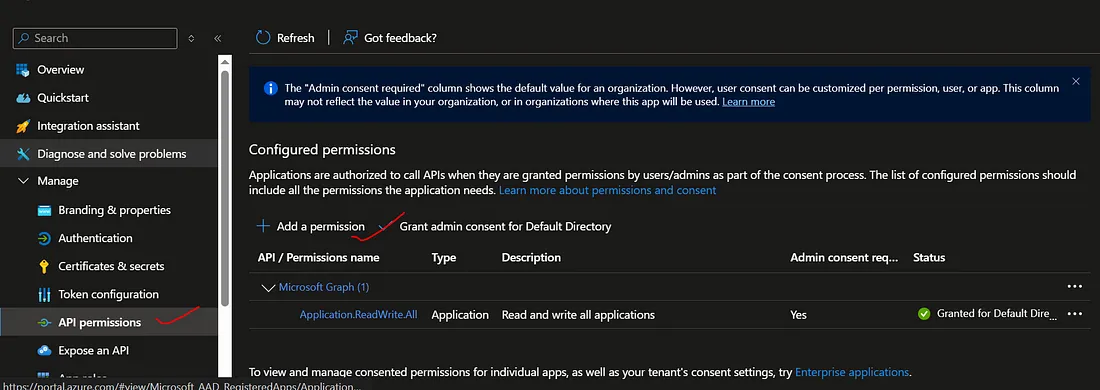 Search
Refresh
Got feedback?
Overview
Quickstart
Integration assistant
Diagnose and solve problems
Manage
Branding & properties
Authentication
Certificates & secrets
Token configuration
API permissions
Expose an API
App roles
https://portal.azure.com/#view/Microsoft_AAD_RegisteredApps/Application...
The "Admin consent required" column shows the default value for an organization. However, user consent can be customized per permission, user, or app. This column
may not reflect the value in your organization, or in organizations where this app will be used. Learn more
Configured permissions
Applications are authorized to call APIs when they are granted permissions by users/admins as part of the consent process. The list of configured permissions should
include all the permissions the application needs. Learn more about permissions and consent
Add a permission Grant admin consent for Default Directory
API / Permissions name Type Description Admin consent req... Status
Microsoft Graph (1)
Application.ReadWrite.All Application Read and write all applications Yes Granted for Default Dire...
To view and manage consented permissions for individual apps, as well as your tenant's consent settings, try Enterprise applications.